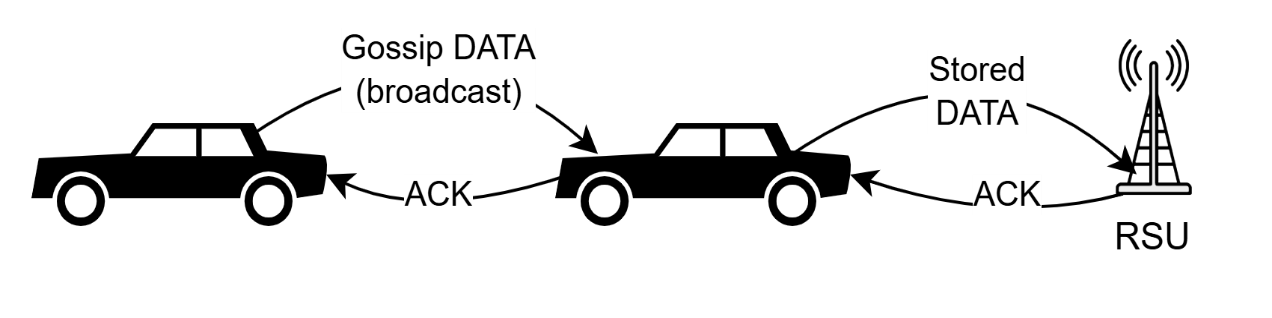 Gossip DATA
(broadcast)
Stored
DATA
ACK
ACK
RSU